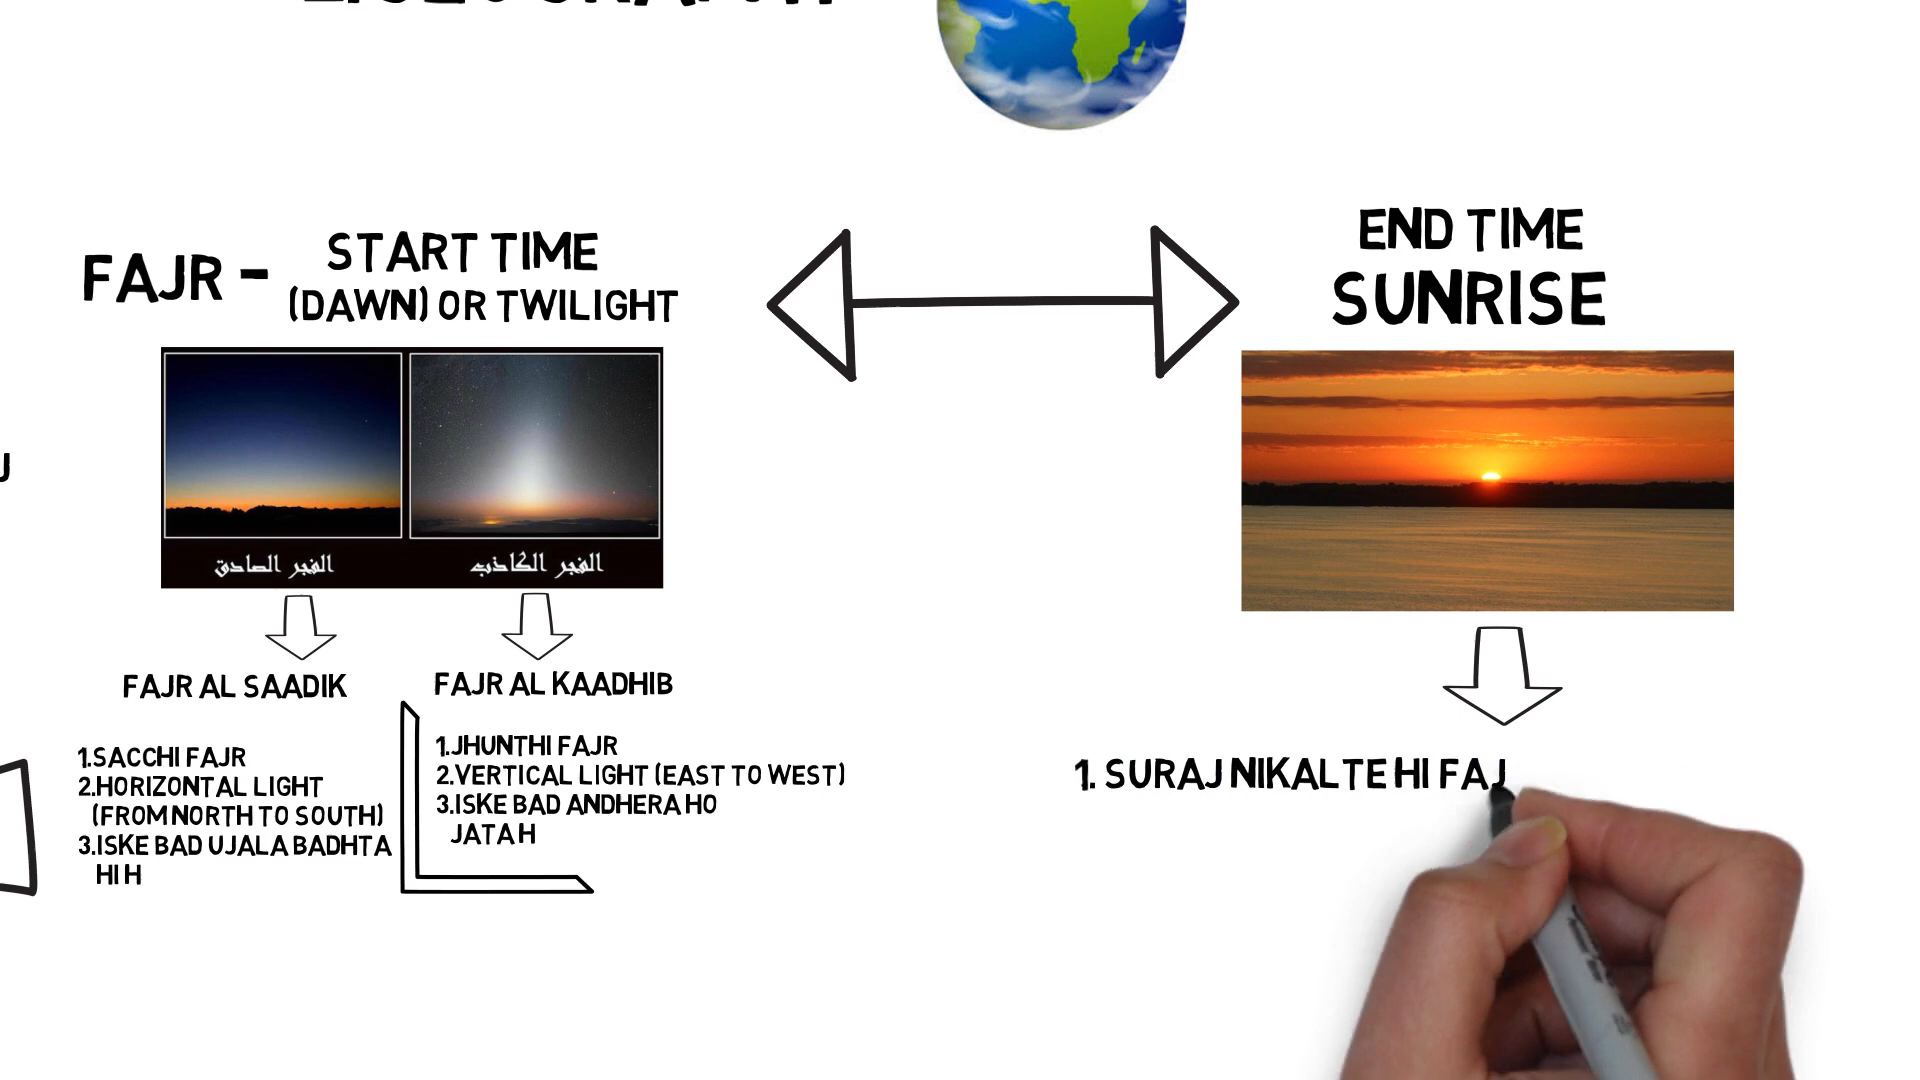 FAJR -
START TIME
(DAWN) OR TWILIGHT
END TIME
SUNRISE
الفجر الصادق
الفجر الكاذب
FAJR AL SAADIK
FAJR AL KAADHIB
1.SACCHI FAJR
2.HORIZONTAL LIGHT
(FROM NORTH TO SOUTH)
3.ISKE BAD UJALA BADHTA
HI H
1.JHUNTHI FAJR
2.VERTICAL LIGHT (EAST TO WEST)
3.ISKE BAD ANDHERA HO
JATA H
1. SURAJ NIKALTE HI FAJ